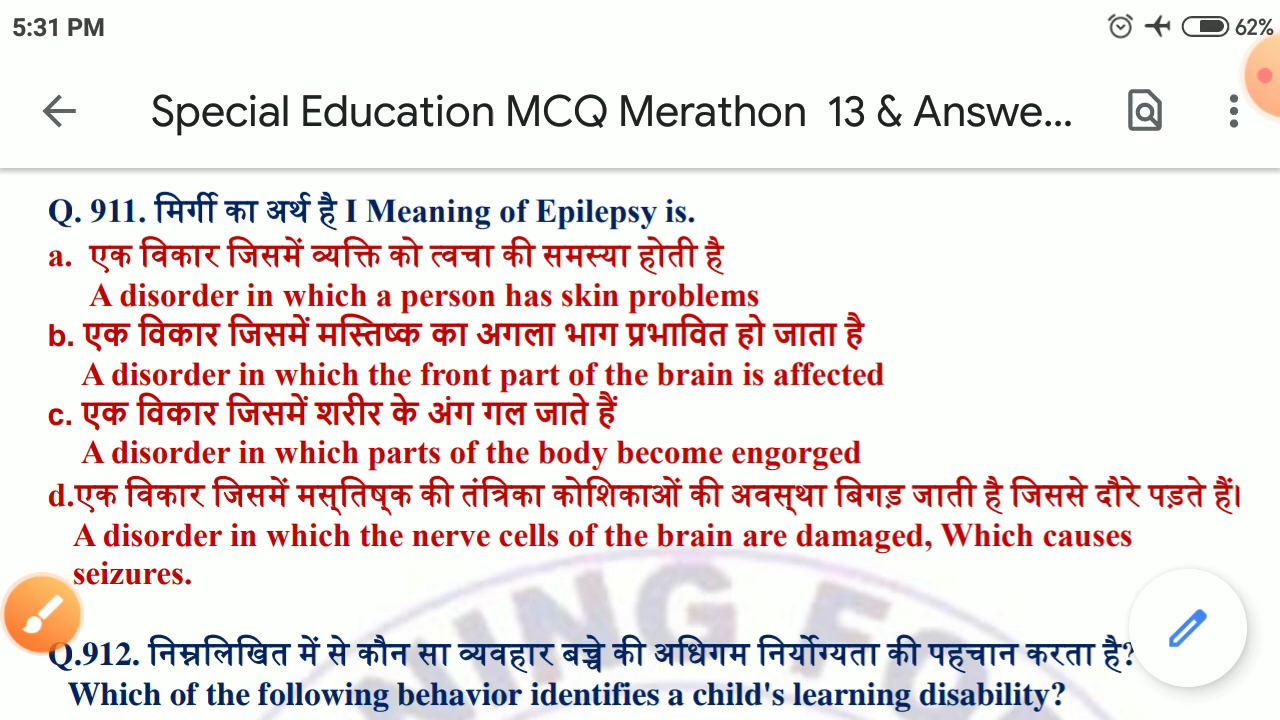 5:31 PM
62%
Special Education MCQ Merathon 13 & Answe...
Q. 911. मिर्गी का अर्थ है I Meaning of Epilepsy is.
a. एक विकार जिसमें व्यक्ति को त्वचा की समस्या होती है
A disorder in which a person has skin problems
b. एक विकार जिसमें मस्तिष्क का अगला भाग प्रभावित हो जाता है
A disorder in which the front part of the brain is affected
c. एक विकार जिसमें शरीर के अंग गल जाते हैं
A disorder in which parts of the body become engorged
d.एक विकार जिसमें मस्तिष्क की तंत्रिका कोशिकाओं की अवस्था बिगड़ जाती है जिससे दौरे पड़ते हैं।
A disorder in which the nerve cells of the brain are damaged, Which causes
seizures.
Q.912. निम्नलिखित में से कौन सा व्यवहार बच्चे की अधिगम निर्योग्यता की पहचान करता है?
Which of the following behavior identifies a child's learning disability?